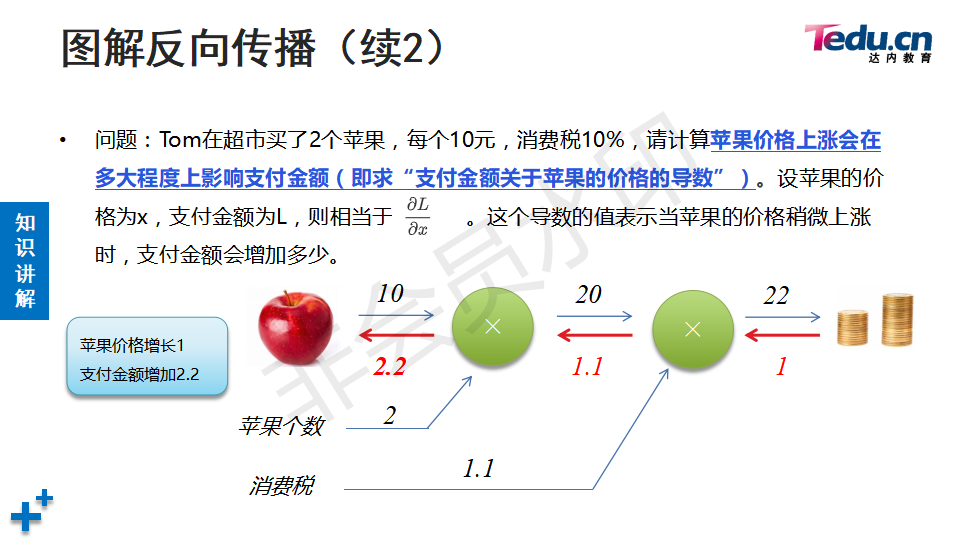 图解反向传播（续2）
Tedu.cn
达内教育
• 问题：Tom在超市买了2个苹果，每个10元，消费税10%，请计算苹果价格上涨会在
多大程度上影响支付金额（即求“支付金额关于苹果的价格的导数”）。设苹果的价
格为x，支付金额为L，则相当于 ∂L/∂x 。这个导数的值表示当苹果的价格稍微上涨
时，支付金额会增加多少。
知识讲解
10
20
22
×
×
2.2
1.1
1
苹果价格增长1
支付金额增加2.2
苹果个数
2
消费税
1.1
非会员水印